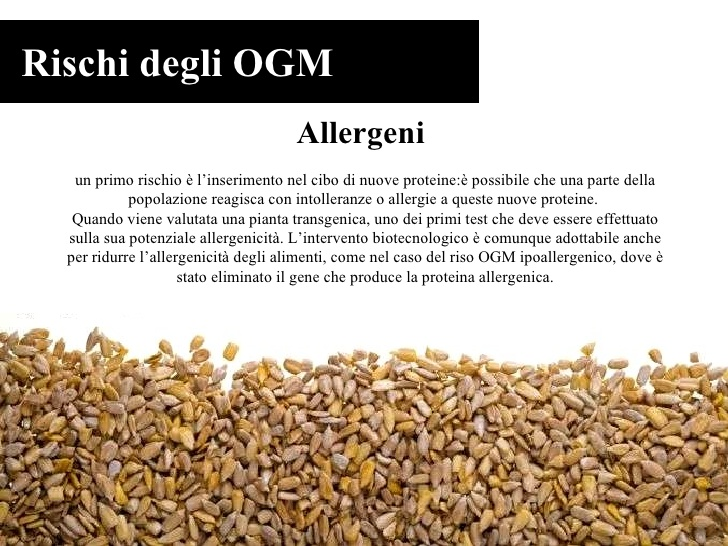 Rischi degli OGM
Allergeni
un primo rischio è l’inserimento nel cibo di nuove proteine:è possibile che una parte della
popolazione reagisca con intolleranze o allergie a queste nuove proteine.
Quando viene valutata una pianta transgenica, uno dei primi test che deve essere effettuato
sulla sua potenziale allergenicità. L’intervento biotecnologico è comunque adottabile anche
per ridurre l’allergenicità degli alimenti, come nel caso del riso OGM ipoallergenico, dove è
stato eliminato il gene che produce la proteina allergenica.